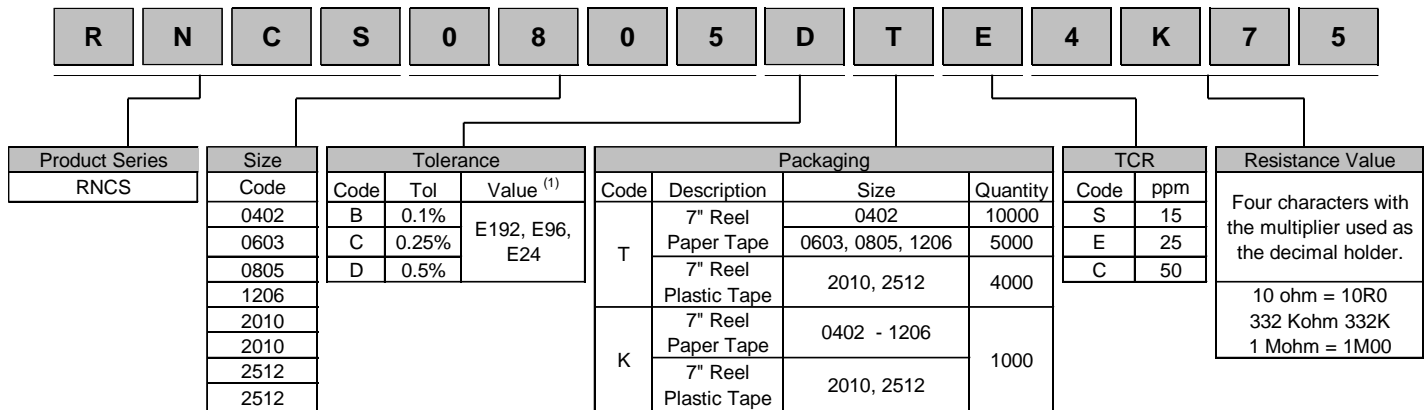 R N C S 0 8 0 5 D T E 4 K 7 5
Product Series
RNCS
Size
Code
0402
0603
0805
1206
2010
2010
2512
2512
Tolerance
Code Tol Value (1)
B 0.1%
C 0.25%
D 0.5%
E192, E96,
E24
Packaging
Code Description Size Quantity
T
7" Reel
Paper Tape
0402 10000
0603, 0805, 1206 5000
7" Reel
Plastic Tape
2010, 2512 4000
K
7" Reel
Paper Tape
0402 - 1206
7" Reel
Plastic Tape
2010, 2512
1000
TCR
Code ppm
S 15
E 25
C 50
Resistance Value
Four characters with
the multiplier used as
the decimal holder.
10 ohm = 10R0
332 Kohm 332K
1 Mohm = 1M00